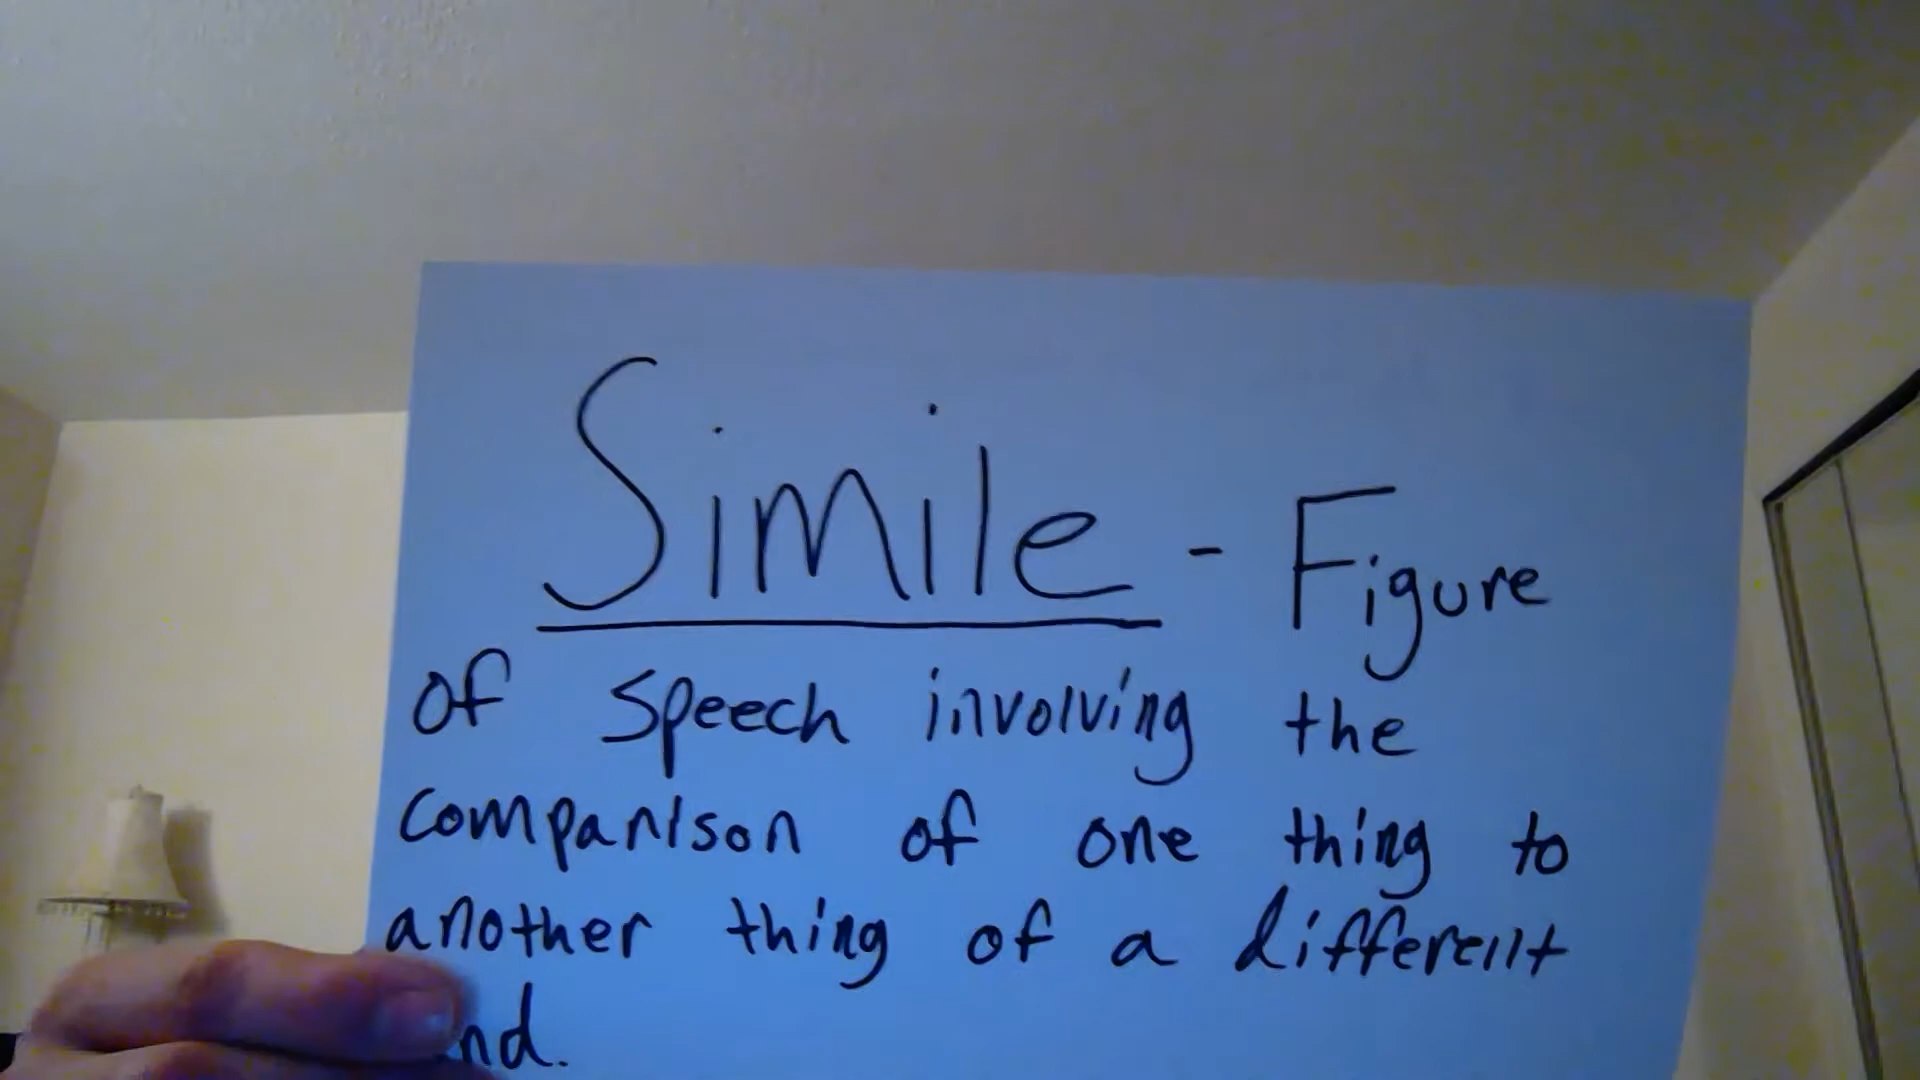 Simile - Figure
of speech involving the
comparison of one thing to
another thing of a different